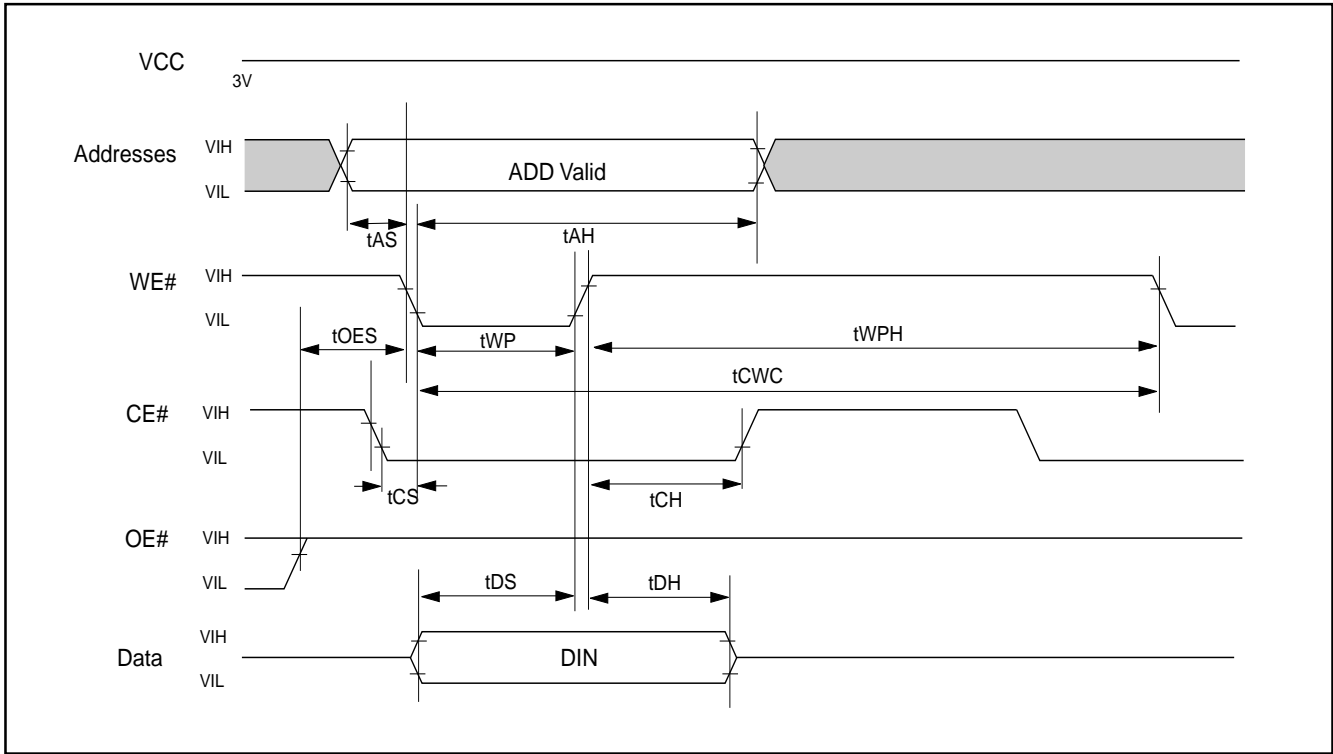 VCC
3V
Addresses
VIH
VIL
ADD Valid
tAS
tAH
WE#
VIH
VIL
tOES
tWP
tWPH
tCWC
CE#
VIH
VIL
tCS
tCH
OE#
VIH
VIL
tDS
tDH
Data
VIH
VIL
DIN